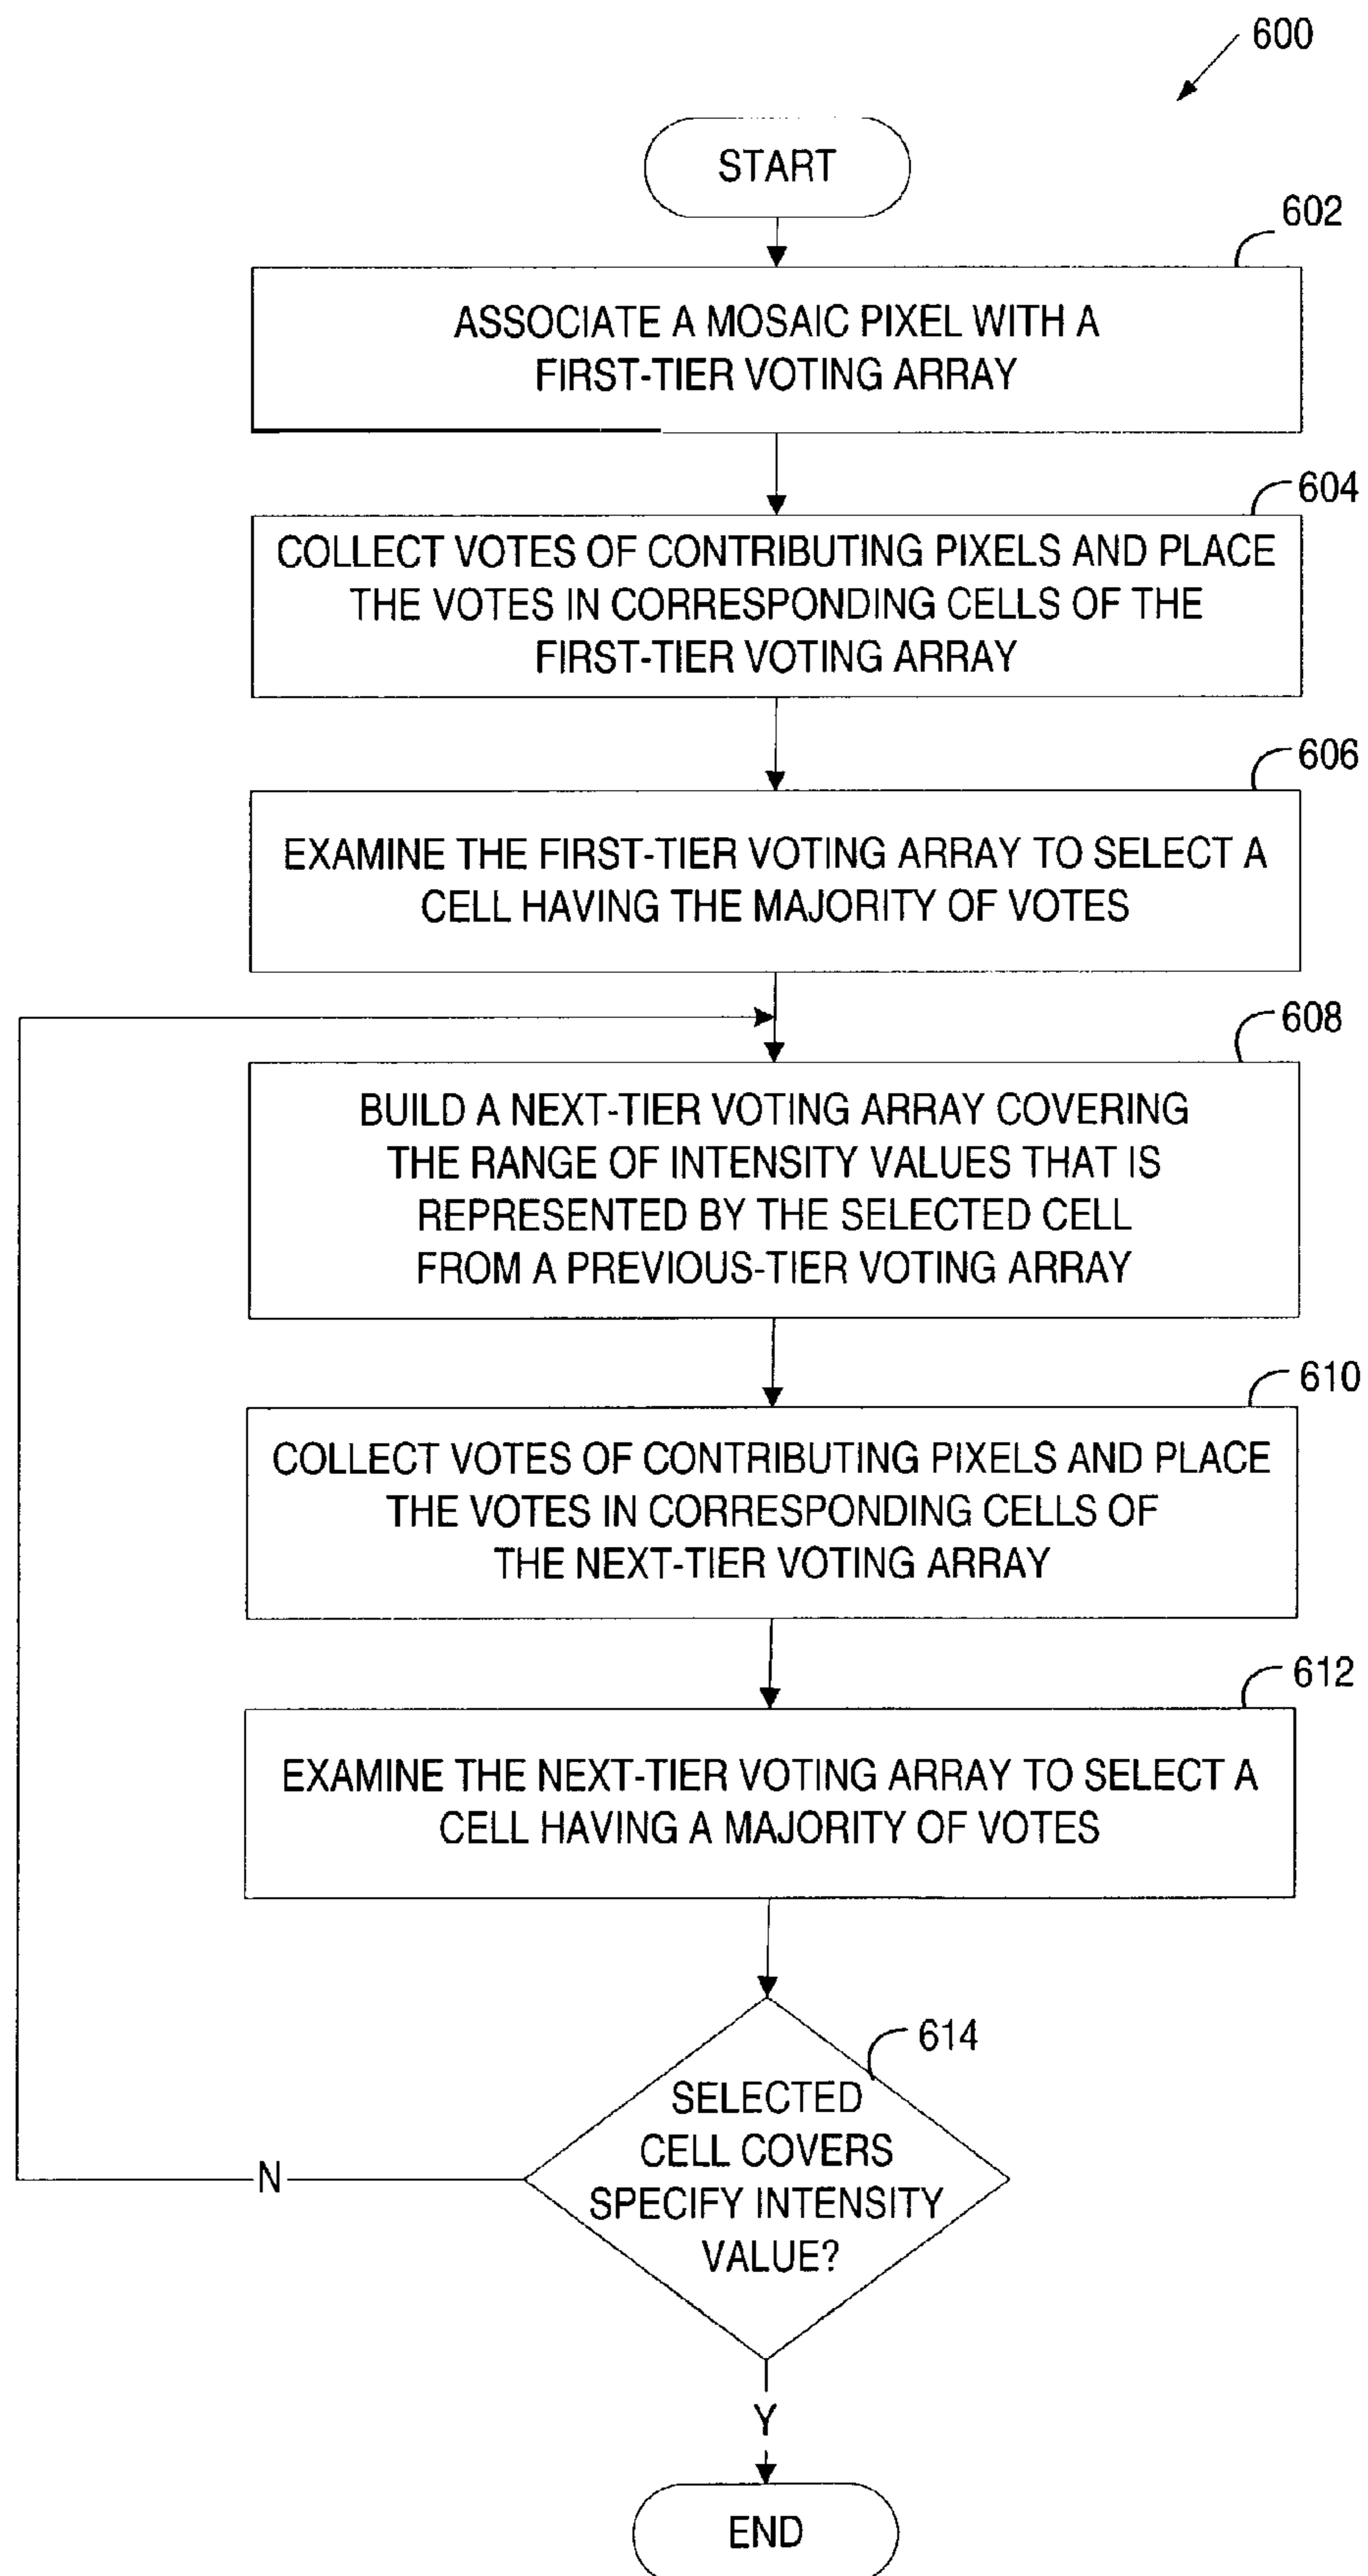 600
START
602
ASSOCIATE A MOSAIC PIXEL WITH A
FIRST-TIER VOTING ARRAY
604
COLLECT VOTES OF CONTRIBUTING PIXELS AND PLACE
THE VOTES IN CORRESPONDING CELLS OF THE
FIRST-TIER VOTING ARRAY
606
EXAMINE THE FIRST-TIER VOTING ARRAY TO SELECT A
CELL HAVING THE MAJORITY OF VOTES
608
BUILD A NEXT-TIER VOTING ARRAY COVERING
THE RANGE OF INTENSITY VALUES THAT IS
REPRESENTED BY THE SELECTED CELL
FROM A PREVIOUS-TIER VOTING ARRAY
610
COLLECT VOTES OF CONTRIBUTING PIXELS AND PLACE
THE VOTES IN CORRESPONDING CELLS OF
THE NEXT-TIER VOTING ARRAY
612
EXAMINE THE NEXT-TIER VOTING ARRAY TO SELECT A
CELL HAVING A MAJORITY OF VOTES
614
SELECTED
CELL COVERS
SPECIFY INTENSITY
VALUE?
N
Y
END